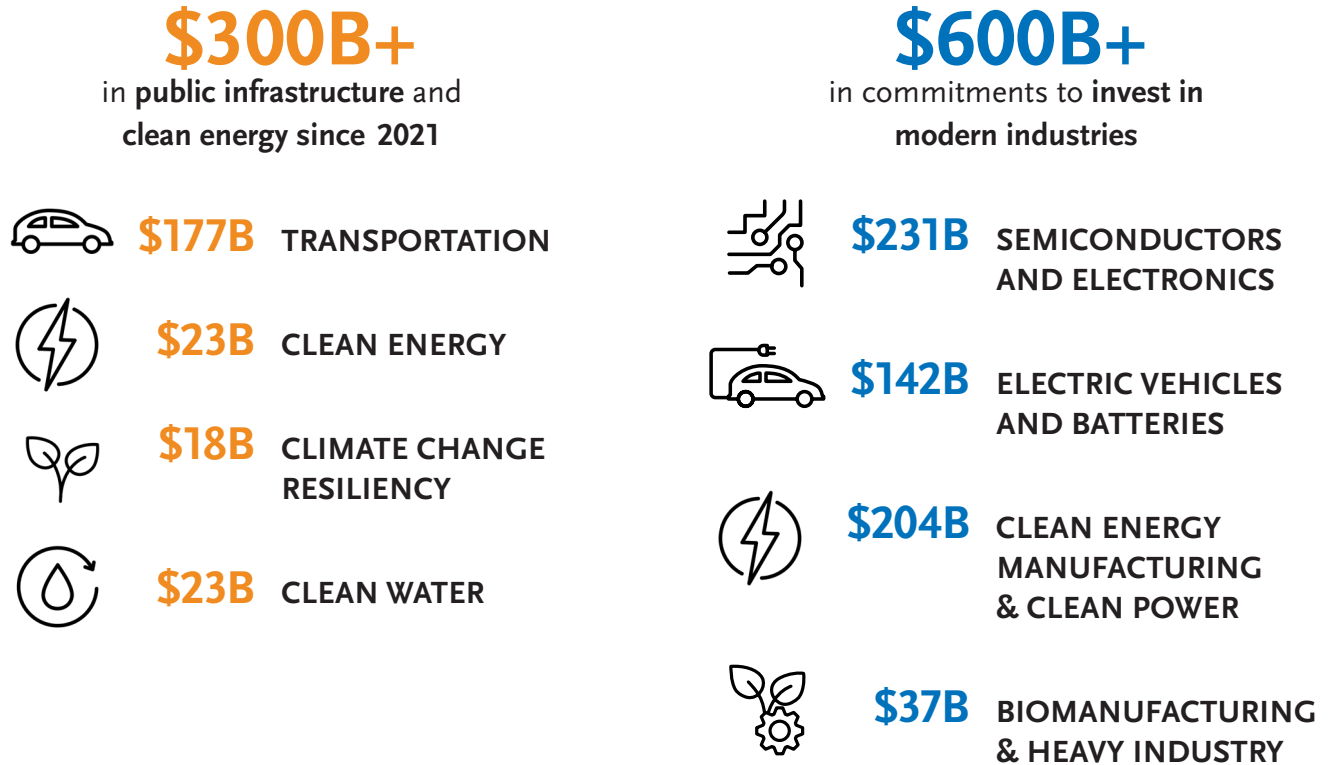 $300B+
in public infrastructure and
clean energy since 2021
$177B TRANSPORTATION
$23B CLEAN ENERGY
$18B CLIMATE CHANGE
RESILIENCY
$23B CLEAN WATER
$600B+
in commitments to invest in
modern industries
$231B SEMICONDUCTORS
AND ELECTRONICS
$142B ELECTRIC VEHICLES
AND BATTERIES
$204B CLEAN ENERGY
MANUFACTURING
& CLEAN POWER
$37B BIOMANUFACTURING
& HEAVY INDUSTRY